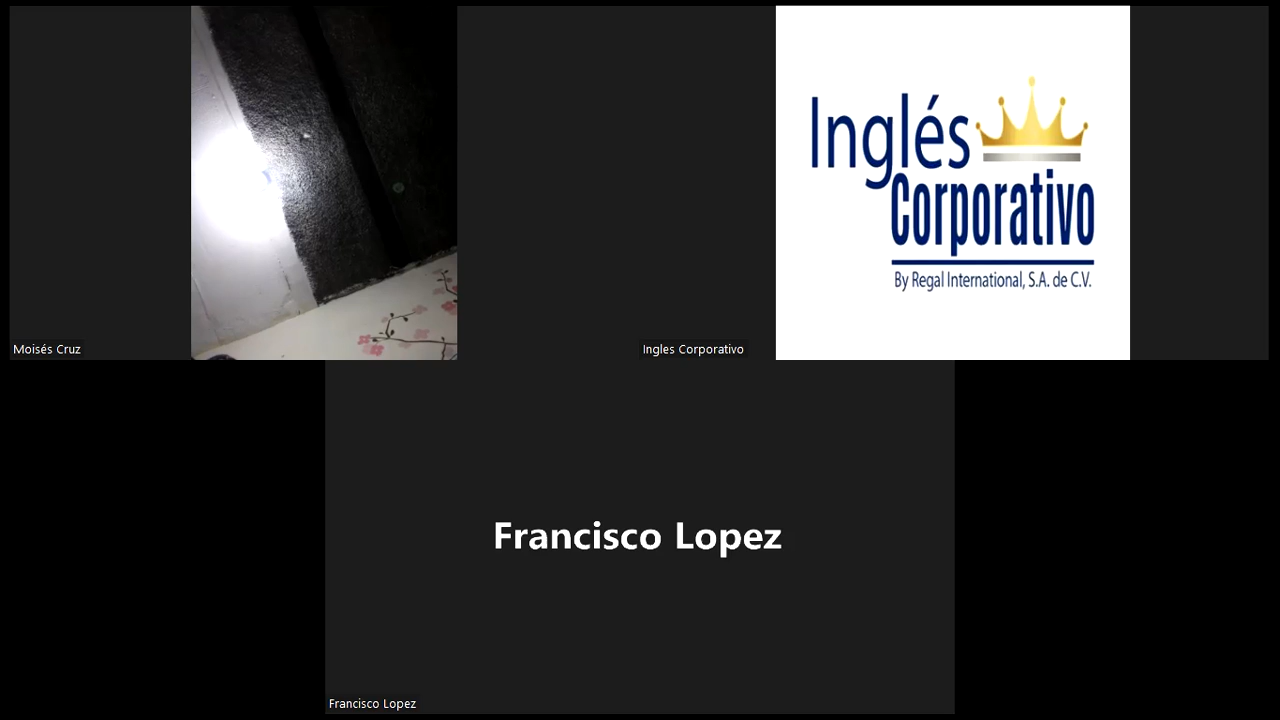 Inglés
Corporativo
By Regal International, S.A. de C.V.
Moisés Cruz
Ingles Corporativo
Francisco Lopez
Francisco Lopez